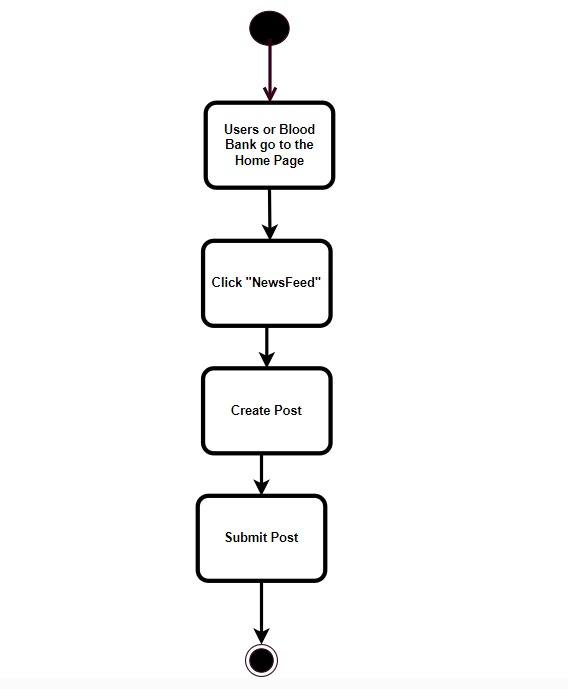 Users or Blood
Bank go to the
Home Page
Click "NewsFeed"
Create Post
Submit Post